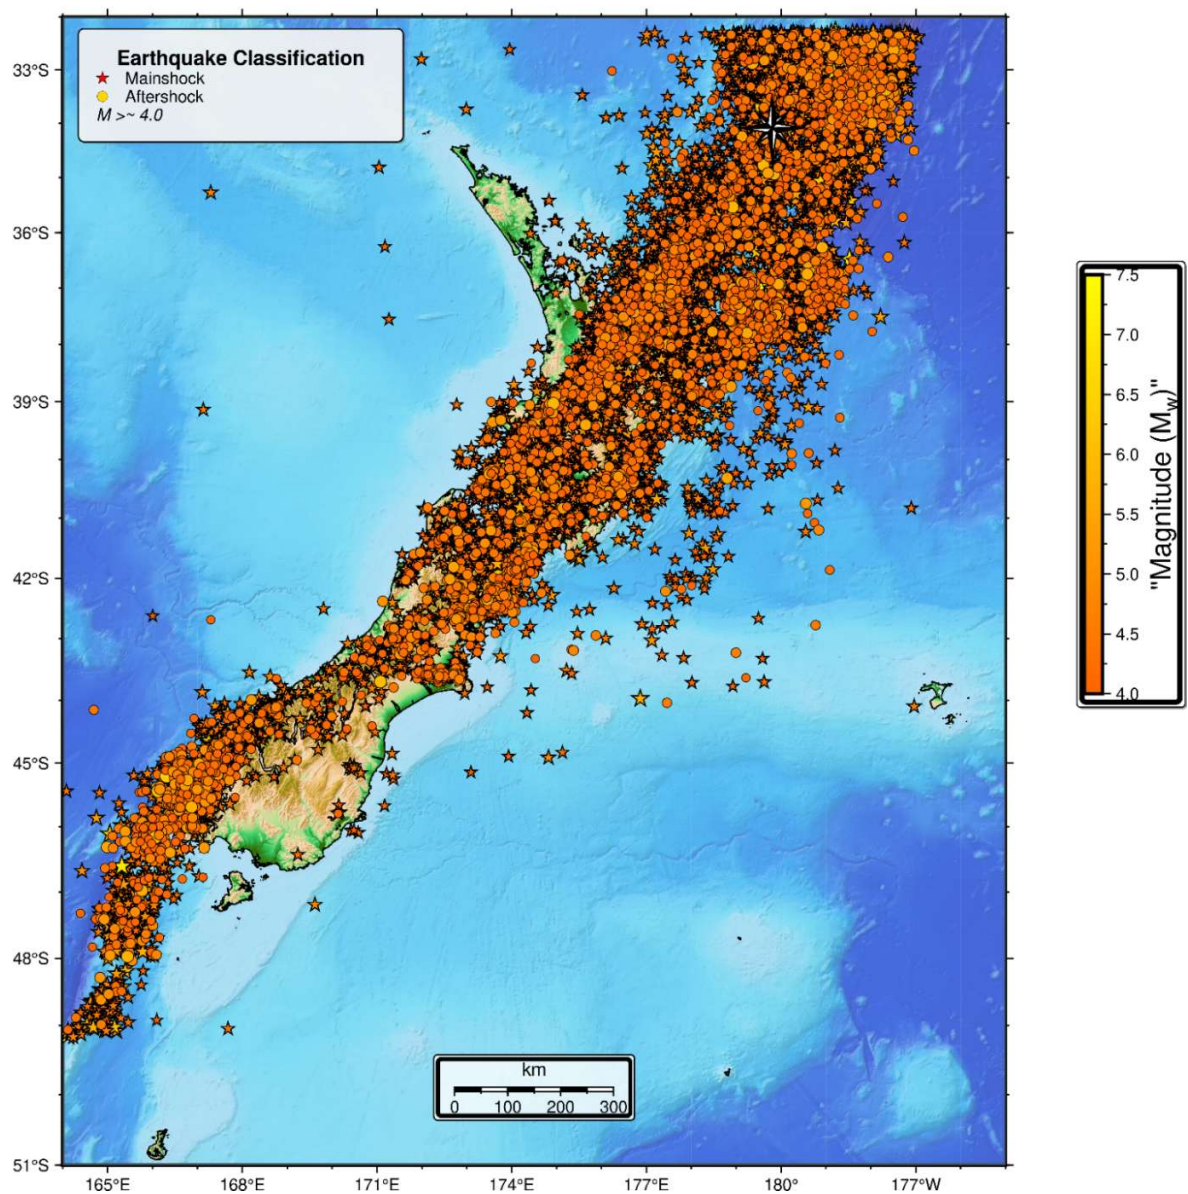 Earthquake Classification
Mainshock
Aftershock
M >~ 4.0
33°S
36°S
39°S
42°S
45°S
48°S
51°S
165°E
168°E
171°E
174°E
177°E
180°
177°W
km
0 100 200 300
7.5
7.0
6.5
6.0
5.5
5.0
4.5
4.0
"Magnitude (Mw)"